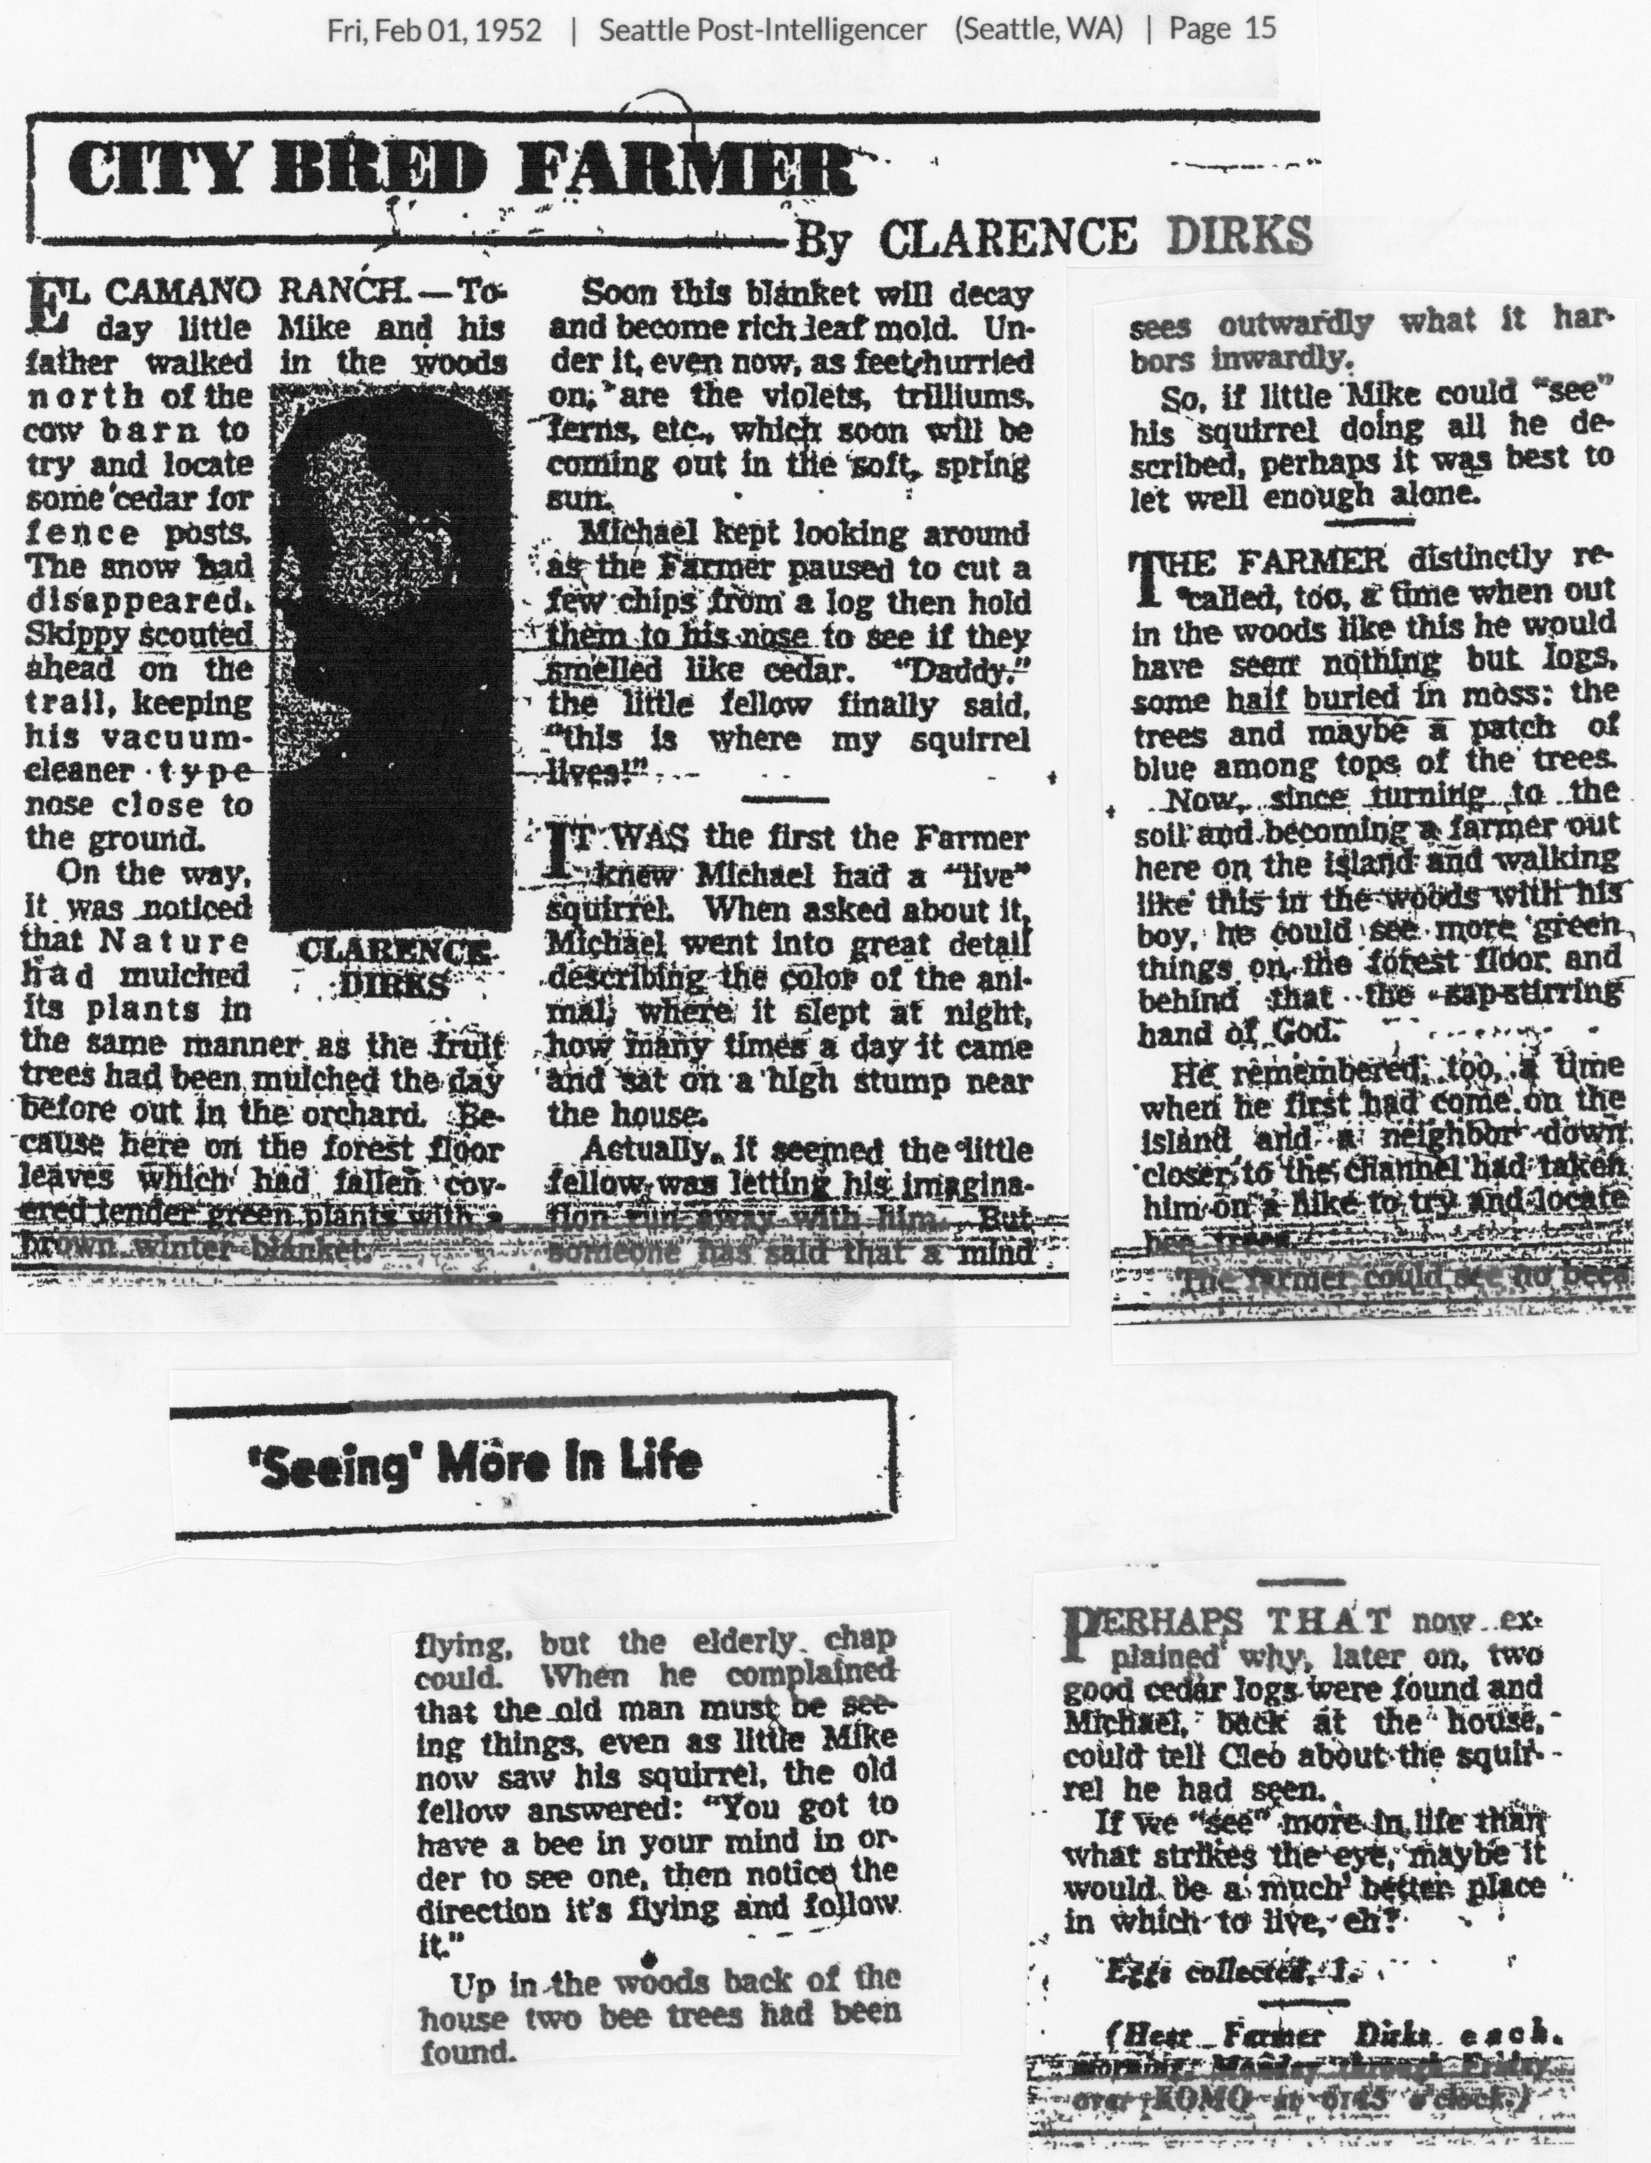 Fri, Feb 01, 1952 | Seattle Post-Intelligencer (Seattle, WA) | Page 15
CITY BRED FARMER
By CLARENCE DIRKS
EL CAMANO RANCH.—To-
day little Mike and his
father walked in the woods
north of the
cow barn to
try and locate
some cedar for
fence posts.
The snow had
disappeared.
Skippy scouted
ahead on the
trail, keeping
his vacuum-
cleaner type
nose close to
the ground.
On the way,
it was noticed
that Nature
had mulched
its plants in
CLARENCE
DIRKS
the same manner as the fruit
trees had been mulched the day
before out in the orchard. Be-
cause here on the forest floor
leaves which had fallen cov-
ered tender green plants with a
brown winter blanket.
Soon this blanket will decay
and become rich leaf mold. Un-
der it, even now, as feet hurried
on, are the violets, trilliums,
ferns, etc., which soon will be
coming out in the soft, spring
sun.
Michael kept looking around
as the Farmer paused to cut a
few chips from a log then hold
them to his nose to see if they
smelled like cedar. "Daddy,"
the little fellow finally said,
"this is where my squirrel
lives!"
IT WAS the first the Farmer
knew Michael had a "live"
squirrel. When asked about it,
Michael went into great detail
describing the color of the ani-
mal, where it slept at night,
how many times a day it came
and sat on a high stump near
the house.
Actually, it seemed the little
fellow was letting his imagina-
tion run away with him. But
someone has said that a mind
sees outwardly what it har-
bors inwardly.
So, if little Mike could "see"
his squirrel doing all he de-
scribed, perhaps it was best to
let well enough alone.
THE FARMER distinctly re-
called, too, a time when out
in the woods like this he would
have seen nothing but logs,
some half buried in moss; the
trees and maybe a patch of
blue among tops of the trees.
Now, since turning to the
soil and becoming a farmer out
here on the island and walking
like this in the woods with his
boy, he could see more green
things on the forest floor and
behind that the sap-stirring
hand of God.
He remembered, too, a time
when he first had come on the
island and a neighbor down
closer to the channel had taken
him on a hike to try and locate
bee trees.
The farmer could see no bees
'Seeing' More In Life
flying, but the elderly chap
could. When he complained
that the old man must be see-
ing things, even as little Mike
now saw his squirrel, the old
fellow answered: "You got to
have a bee in your mind in or-
der to see one, then notice the
direction it's flying and follow
it."
Up in the woods back of the
house two bee trees had been
found.
PERHAPS THAT now ex-
plained why, later on, two
good cedar logs were found and
Michael, back at the house,
could tell Cleo about the squir-
rel he had seen.
If we "see" more in life than
what strikes the eye, maybe it
would be a much better place
in which to live, eh?
Eggs collected, 1.
(Hear Farmer Dirks each
morning, Monday through Friday
over KOMO at 6:45 o'clock.)